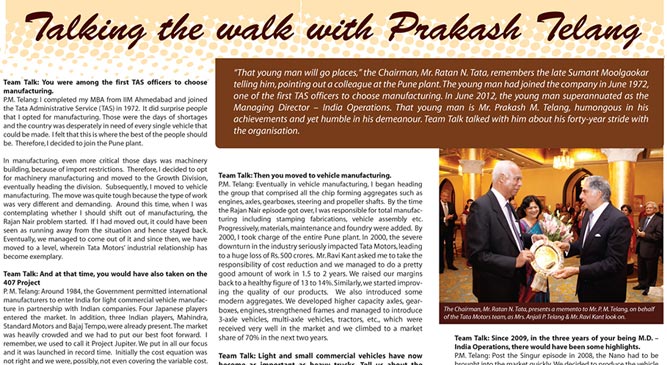 Talking the walk with Prakash Telang
Team Talk: You were among the first TAS officers to choose
manufacturing.
P.M. Telang: I completed my MBA from IIM Ahmedabad and joined
the Tata Administrative Service (TAS) in 1972. It did surprise people
that I opted for manufacturing. Those were the days of shortages
and the country was desperately in need of every single vehicle that
could be made. I felt that this is where the best of the people should
be. Therefore, I decided to join the Pune plant.
In manufacturing, even more critical those days was machinery
building, because of import restrictions. Therefore, I decided to opt
for machinery manufacturing and moved to the Growth Division,
eventually heading the division. Subsequently, I moved to vehicle
manufacturing. The move was quite tough because the type of work
was very different and demanding. Around this time, when I was
contemplating whether I should shift out of manufacturing, the
Rajan Nair problem started. If I had moved out, it could have been
seen as running away from the situation and hence stayed back.
Eventually, we managed to come out of it and since then, we have
moved to a level, wherein Tata Motors' industrial relationship has
become exemplary.
Team Talk: And at that time, you would have also taken on the
407 Project
P. M. Telang: Around 1984, the Government permitted international
manufacturers to enter India for light commercial vehicle manufac-
ture in partnership with Indian companies. Four Japanese players
entered the market. In addition, three Indian players, Mahindra,
Standard Motors and Bajaj Tempo, were already present. The market
was heavily crowded and we had to put our best foot forward. I
remember, we used to call it Project Jupiter. We put in all our focus
and it was launched in record time. Initially the cost equation was
not right and we were, possibly, not even covering the variable cost.
"That young man will go places," the Chairman, Mr. Ratan N. Tata, remembers the late Sumant Moolgaokar
telling him, pointing out a colleague at the Pune plant. The young man had joined the company in June 1972,
one of the first TAS officers to choose manufacturing. In June 2012, the young man superannuated as the
Managing Director – India Operations. That young man is Mr. Prakash M. Telang, humongous in his
achievements and yet humble in his demeanour. Team Talk talked with him about his forty-year stride with
the organisation.
Team Talk: Then you moved to vehicle manufacturing.
P.M. Telang: Eventually in vehicle manufacturing, I began heading
the group that comprised all the chip forming aggregates such as
engines, axles, gearboxes, steering and propeller shafts. By the time
the Rajan Nair episode got over, I was responsible for total manufac-
turing including stamping fabrications, vehicle assembly etc.
Progressively, materials, maintenance and foundry were added. By
2000, I took charge of the entire Pune plant. In 2000, the severe
downturn in the industry seriously impacted Tata Motors, leading
to a huge loss of Rs. 500 crores. Mr. Ravi Kant asked me to take the
responsibility of cost reduction and we managed to do a pretty
good amount of work in 1.5 to 2 years. We raised our margins
back to a healthy figure of 13 to 14%. Similarly, we started improv-
ing the quality of our products. We also introduced some
modern aggregates. We developed higher capacity axles, gear-
boxes, engines, strengthened frames and managed to introduce
3-axle vehicles, multi-axle vehicles, tractors, etc., which were
received very well in the market and we climbed to a market
share of 70% in the next two years.
Team Talk: Light and small commercial vehicles have now
become as important as heavy trucks. Tell us about the
The Chairman, Mr. Ratan N. Tata, presents a memento to Mr. P. M. Telang, on behalf
of the Tata Motors team, as Mrs. Anjali P. Telang & Mr. Ravi Kant look on.
Team Talk: Since 2009, in the three years of your being M.D. –
India Operations, there would have been some highlights.
P.M. Telang: Post the Singur episode in 2008, the Nano had to be
brought into the market quickly. We decided to produce the vehicle